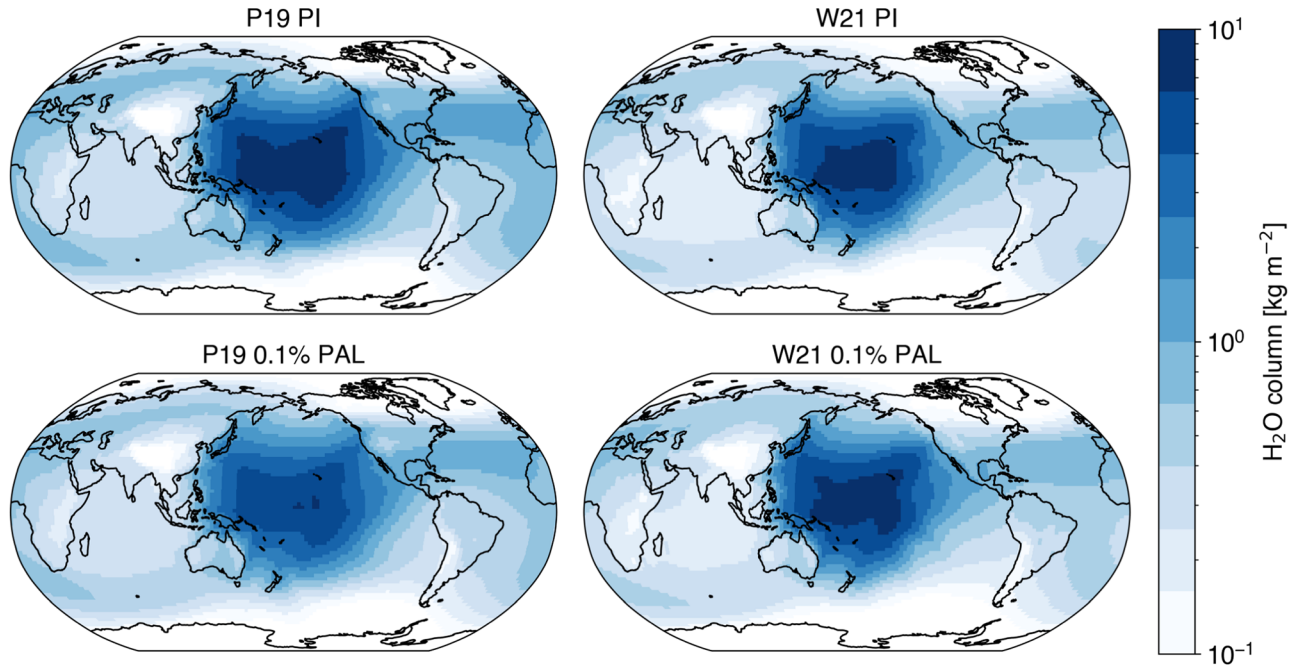 P19 PI
W21 PI
P19 0.1% PAL
W21 0.1% PAL
10¹
10⁰
10⁻¹
H₂O column [kg m⁻²]